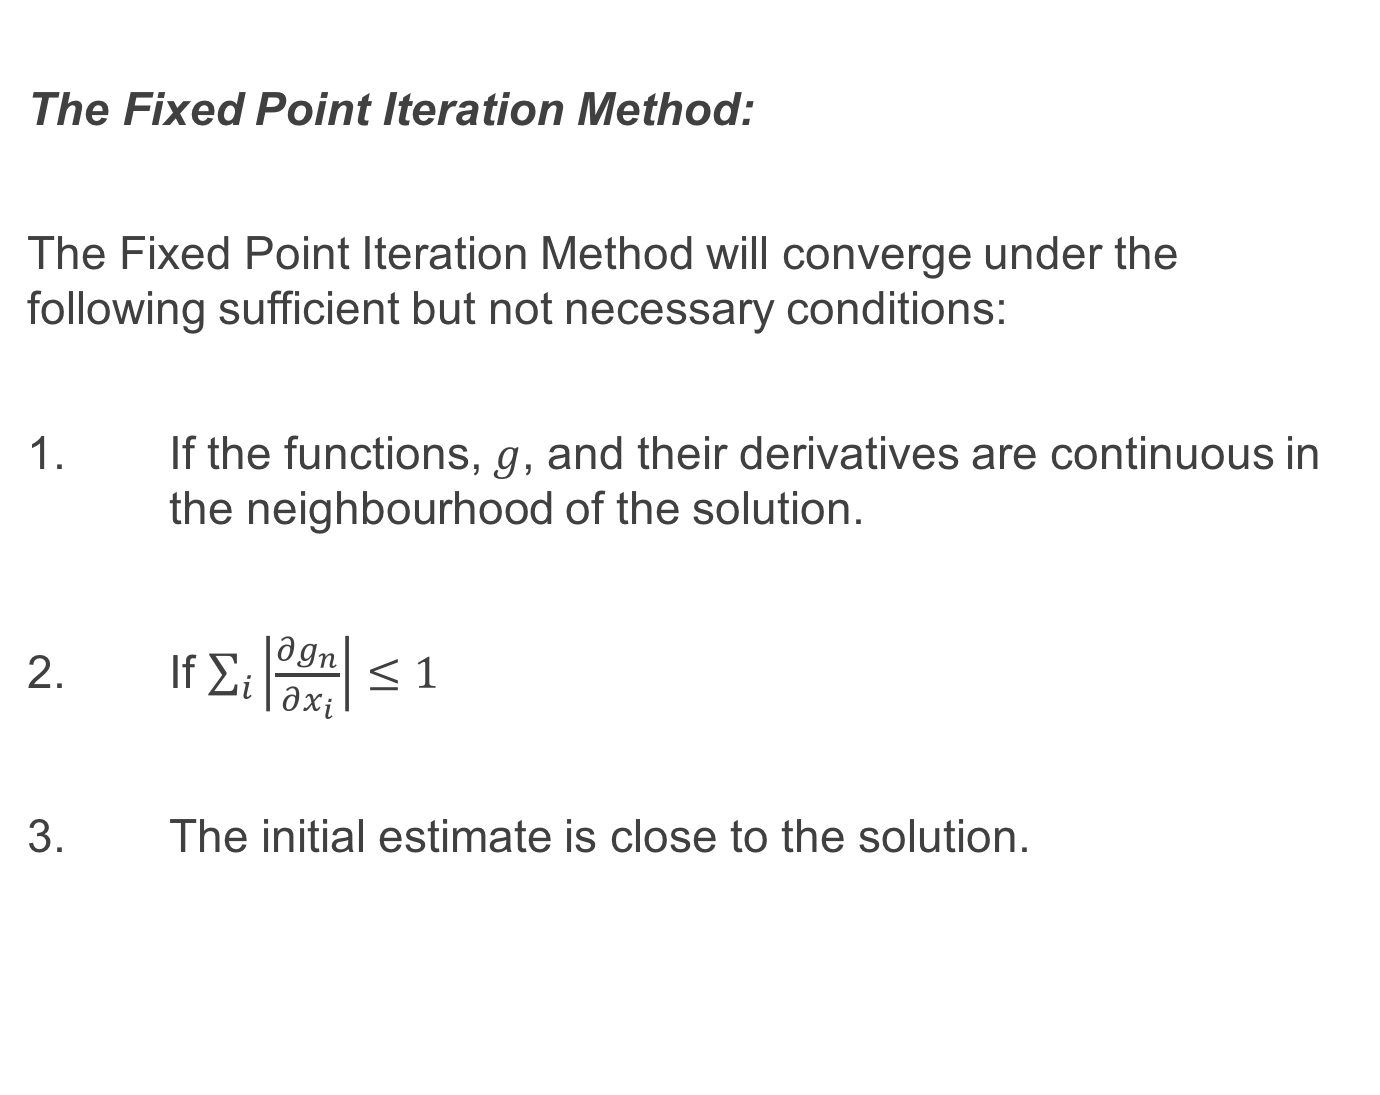 The Fixed Point Iteration Method:
The Fixed Point Iteration Method will converge under the
following sufficient but not necessary conditions:
1. If the functions, g, and their derivatives are continuous in
the neighbourhood of the solution.
2. If ∑ᵢ |∂gₙ/∂xᵢ| ≤ 1
3. The initial estimate is close to the solution.